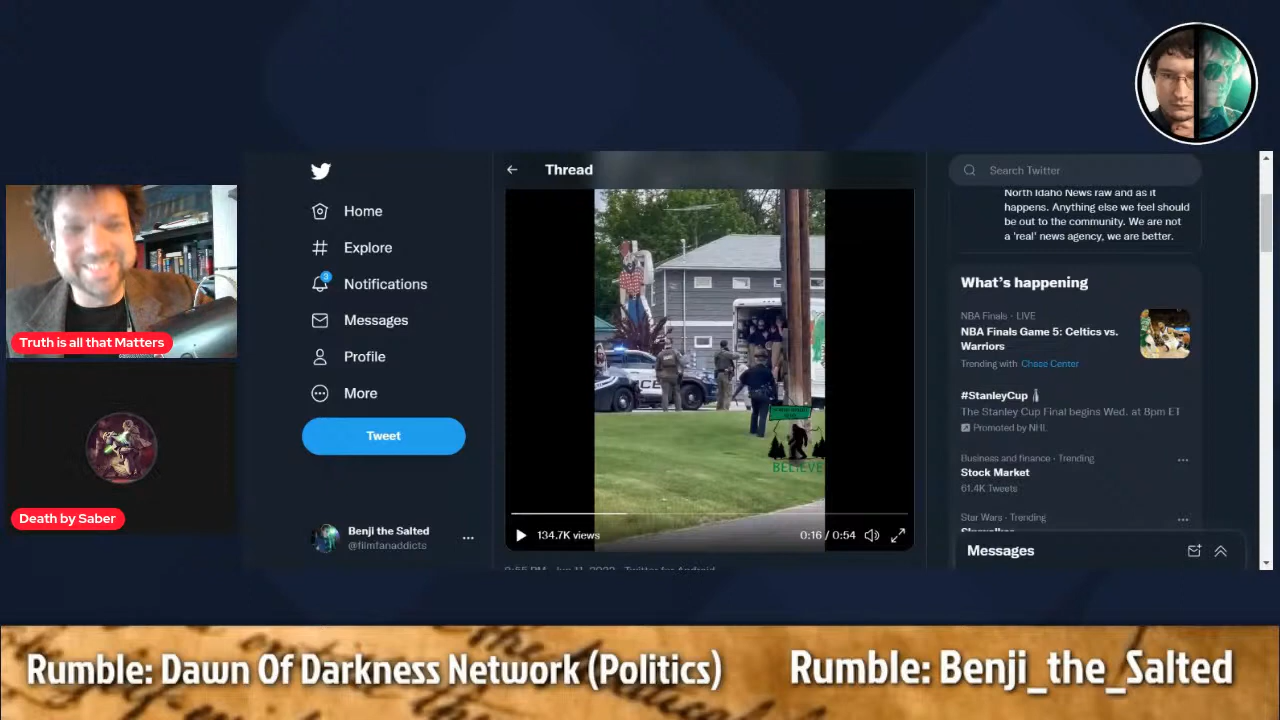 Thread
Search Twitter
North Idaho News raw and as it
happens. Anything else we feel should
be out to the community. We are not
a 'real' news agency, we are better.
Home
Explore
3
Notifications
Messages
Profile
More
Tweet
Benji the Salted
@filmfanaddicts
What's happening
NBA Finals · LIVE
NBA Finals Game 5: Celtics vs.
Warriors
Trending with Chase Center
#StanleyCup
The Stanley Cup Final begins Wed. at 8pm ET
Promoted by NHL
Business and finance · Trending
Stock Market
61.4K Tweets
Star Wars · Trending
Messages
BELIEVE
134.7K views
0:16 / 0:54
Truth is all that Matters
Death by Saber
Rumble: Dawn Of Darkness Network (Politics)
Rumble: Benji_the_Salted